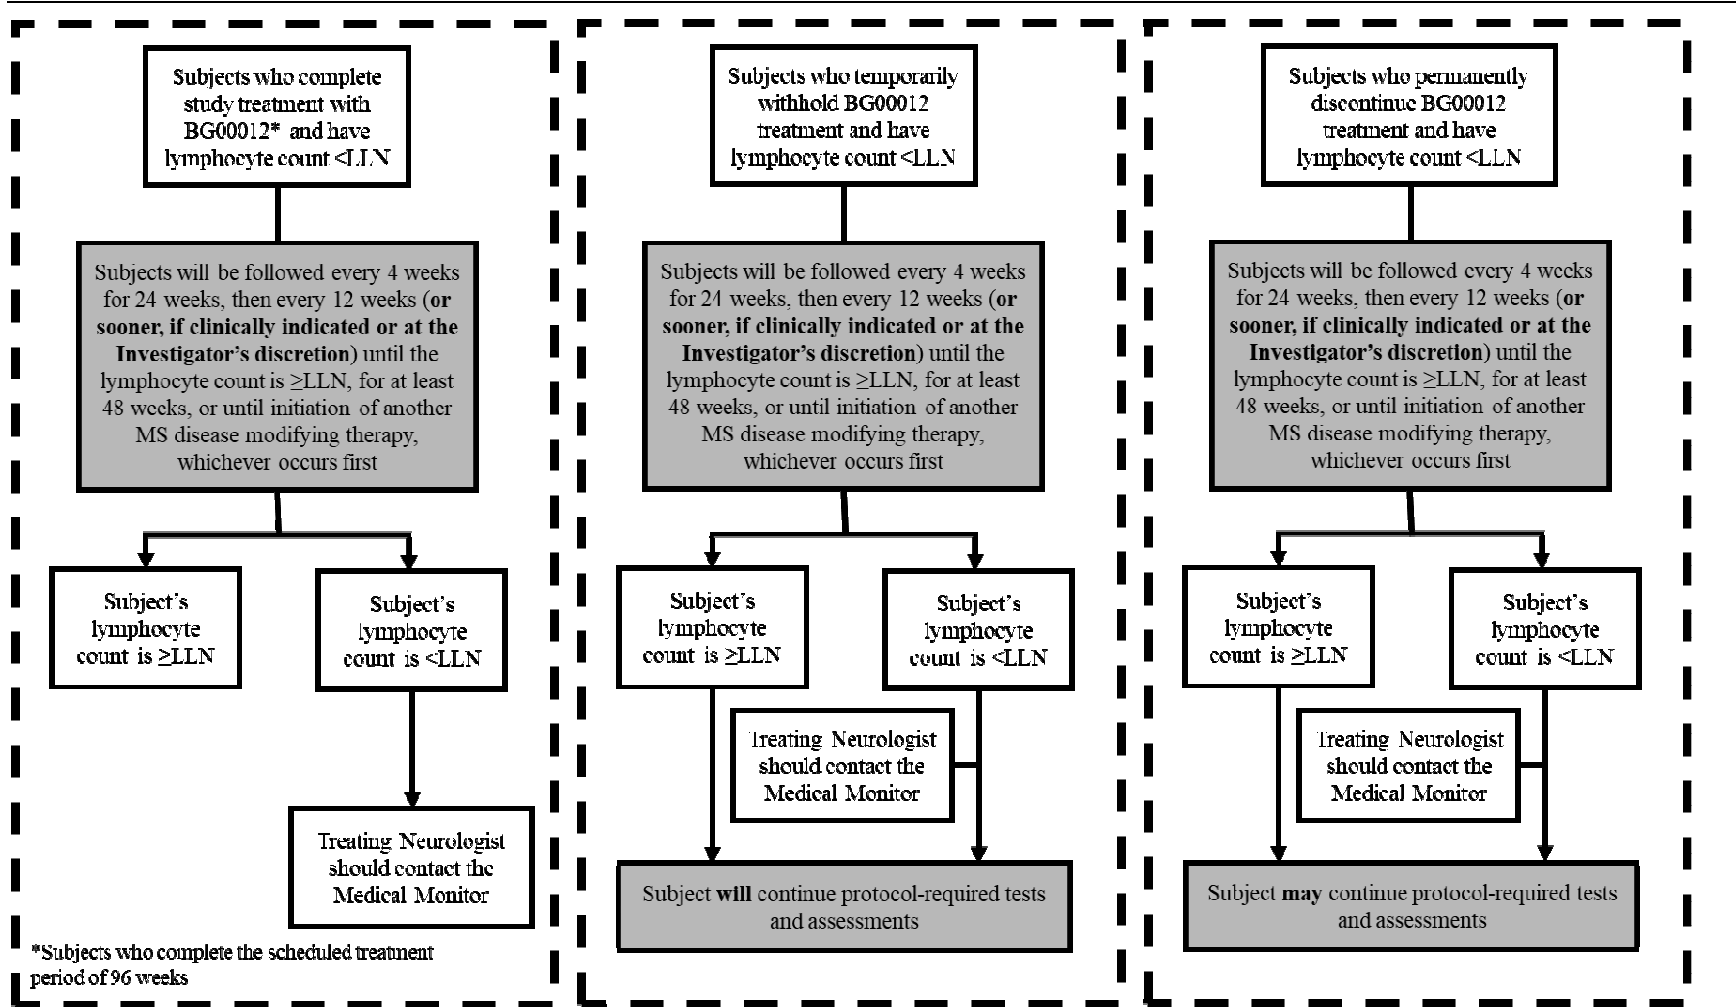 Subjects who complete
study treatment with
BG00012* and have
lymphocyte count <LLN
Subjects will be followed every 4 weeks
for 24 weeks, then every 12 weeks (or
sooner, if clinically indicated or at the
Investigator's discretion) until the
lymphocyte count is ≥LLN, for at least
48 weeks, or until initiation of another
MS disease modifying therapy,
whichever occurs first
Subject's
lymphocyte
count is ≥LLN
Subject's
lymphocyte
count is <LLN
Treating Neurologist
should contact the
Medical Monitor
*Subjects who complete the scheduled treatment
period of 96 weeks
Subjects who temporarily
withhold BG00012
treatment and have
lymphocyte count <LLN
Subjects will be followed every 4 weeks
for 24 weeks, then every 12 weeks (or
sooner, if clinically indicated or at the
Investigator's discretion) until the
lymphocyte count is ≥LLN, for at least
48 weeks, or until initiation of another
MS disease modifying therapy,
whichever occurs first
Subject's
lymphocyte
count is ≥LLN
Subject's
lymphocyte
count is <LLN
Treating Neurologist
should contact the
Medical Monitor
Subject will continue protocol-required tests
and assessments
Subjects who permanently
discontinue BG00012
treatment and have
lymphocyte count <LLN
Subjects will be followed every 4 weeks
for 24 weeks, then every 12 weeks (or
sooner, if clinically indicated or at the
Investigator's discretion) until the
lymphocyte count is ≥LLN, for at least
48 weeks, or until initiation of another
MS disease modifying therapy,
whichever occurs first
Subject's
lymphocyte
count is ≥LLN
Subject's
lymphocyte
count is <LLN
Treating Neurologist
should contact the
Medical Monitor
Subject may continue protocol-required tests
and assessments